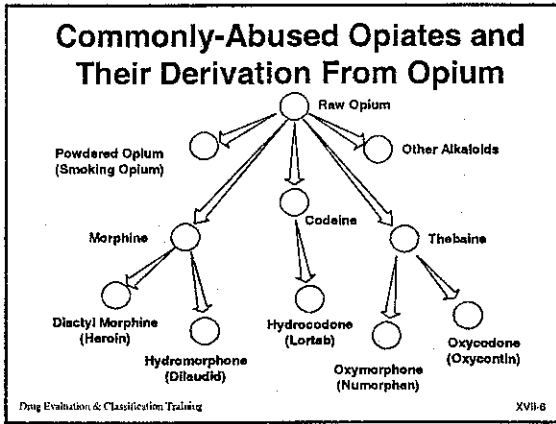 Commonly-Abused Opiates and
Their Derivation From Opium
Raw Opium
Powdered Opium
(Smoking Opium)
Other Alkaloids
Codeine
Morphine
Thebaine
Diactyl Morphine
(Heroin)
Hydromorphone
(Dilaudid)
Hydrocodone
(Lortab)
Oxymorphone
(Numorphan)
Oxycodone
(Oxycontin)
Drug Evaluation & Classification Training
XVII-6